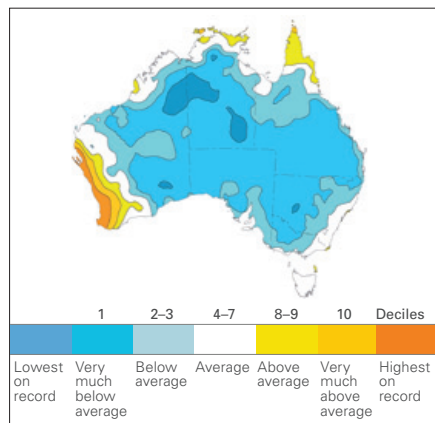 1 2–3 4–7 8–9 10 Deciles
Lowest on record
Very much below average
Below average
Average
Above average
Very much above average
Highest on record